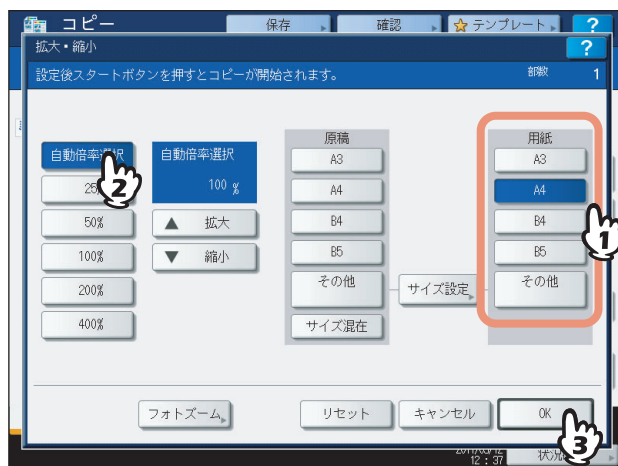 コピー
保存
確認
テンプレート
?
拡大・縮小
?
設定後スタートボタンを押すとコピーが開始されます。
部数 1
自動倍率選択
50%
100%
200%
400%
自動倍率選択
100 %
▲ 拡大
▼ 縮小
原稿
A3
A4
B4
B5
その他
サイズ混在
サイズ設定
用紙
A3
A4
B4
B5
その他
1
2
フォトズーム
リセット
キャンセル
OK
3
12:37